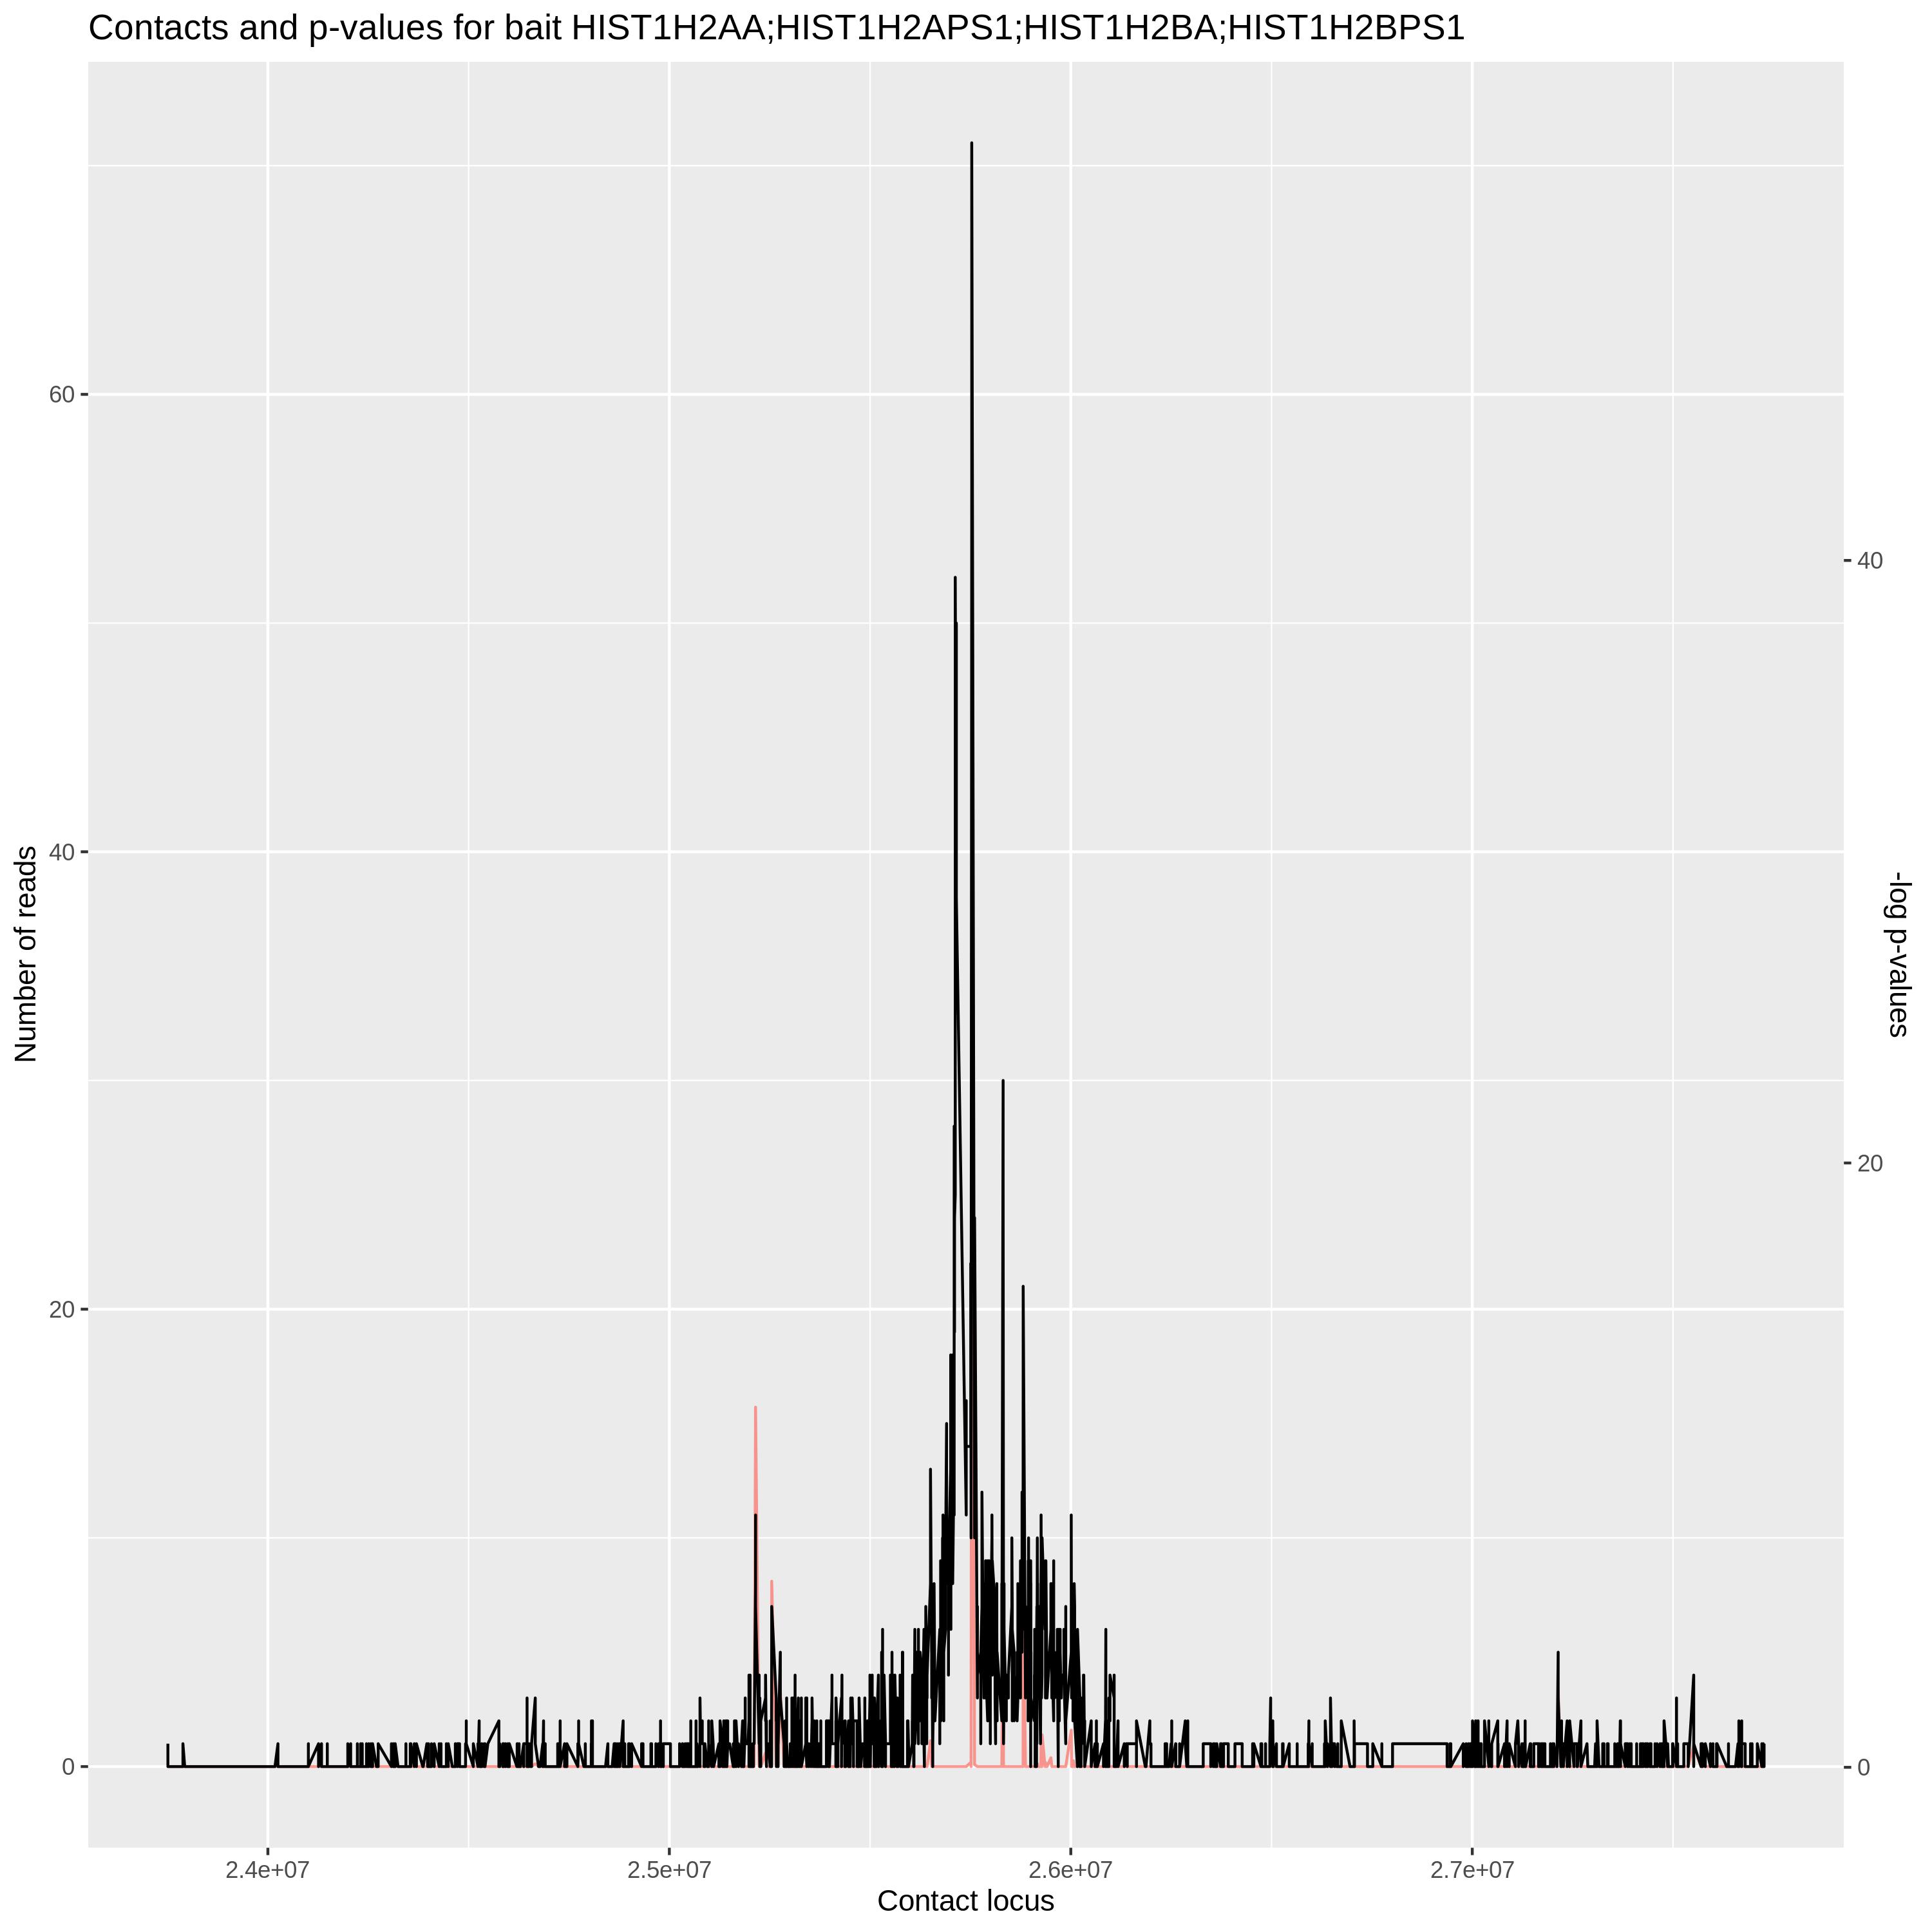 Contacts and p-values for bait HIST1H2AA;HIST1H2APS1;HIST1H2BA;HIST1H2BPS1
Number of reads
60
40
20
0
40
20
0
-log p-values
2.4e+07 2.5e+07 2.6e+07 2.7e+07
Contact locus